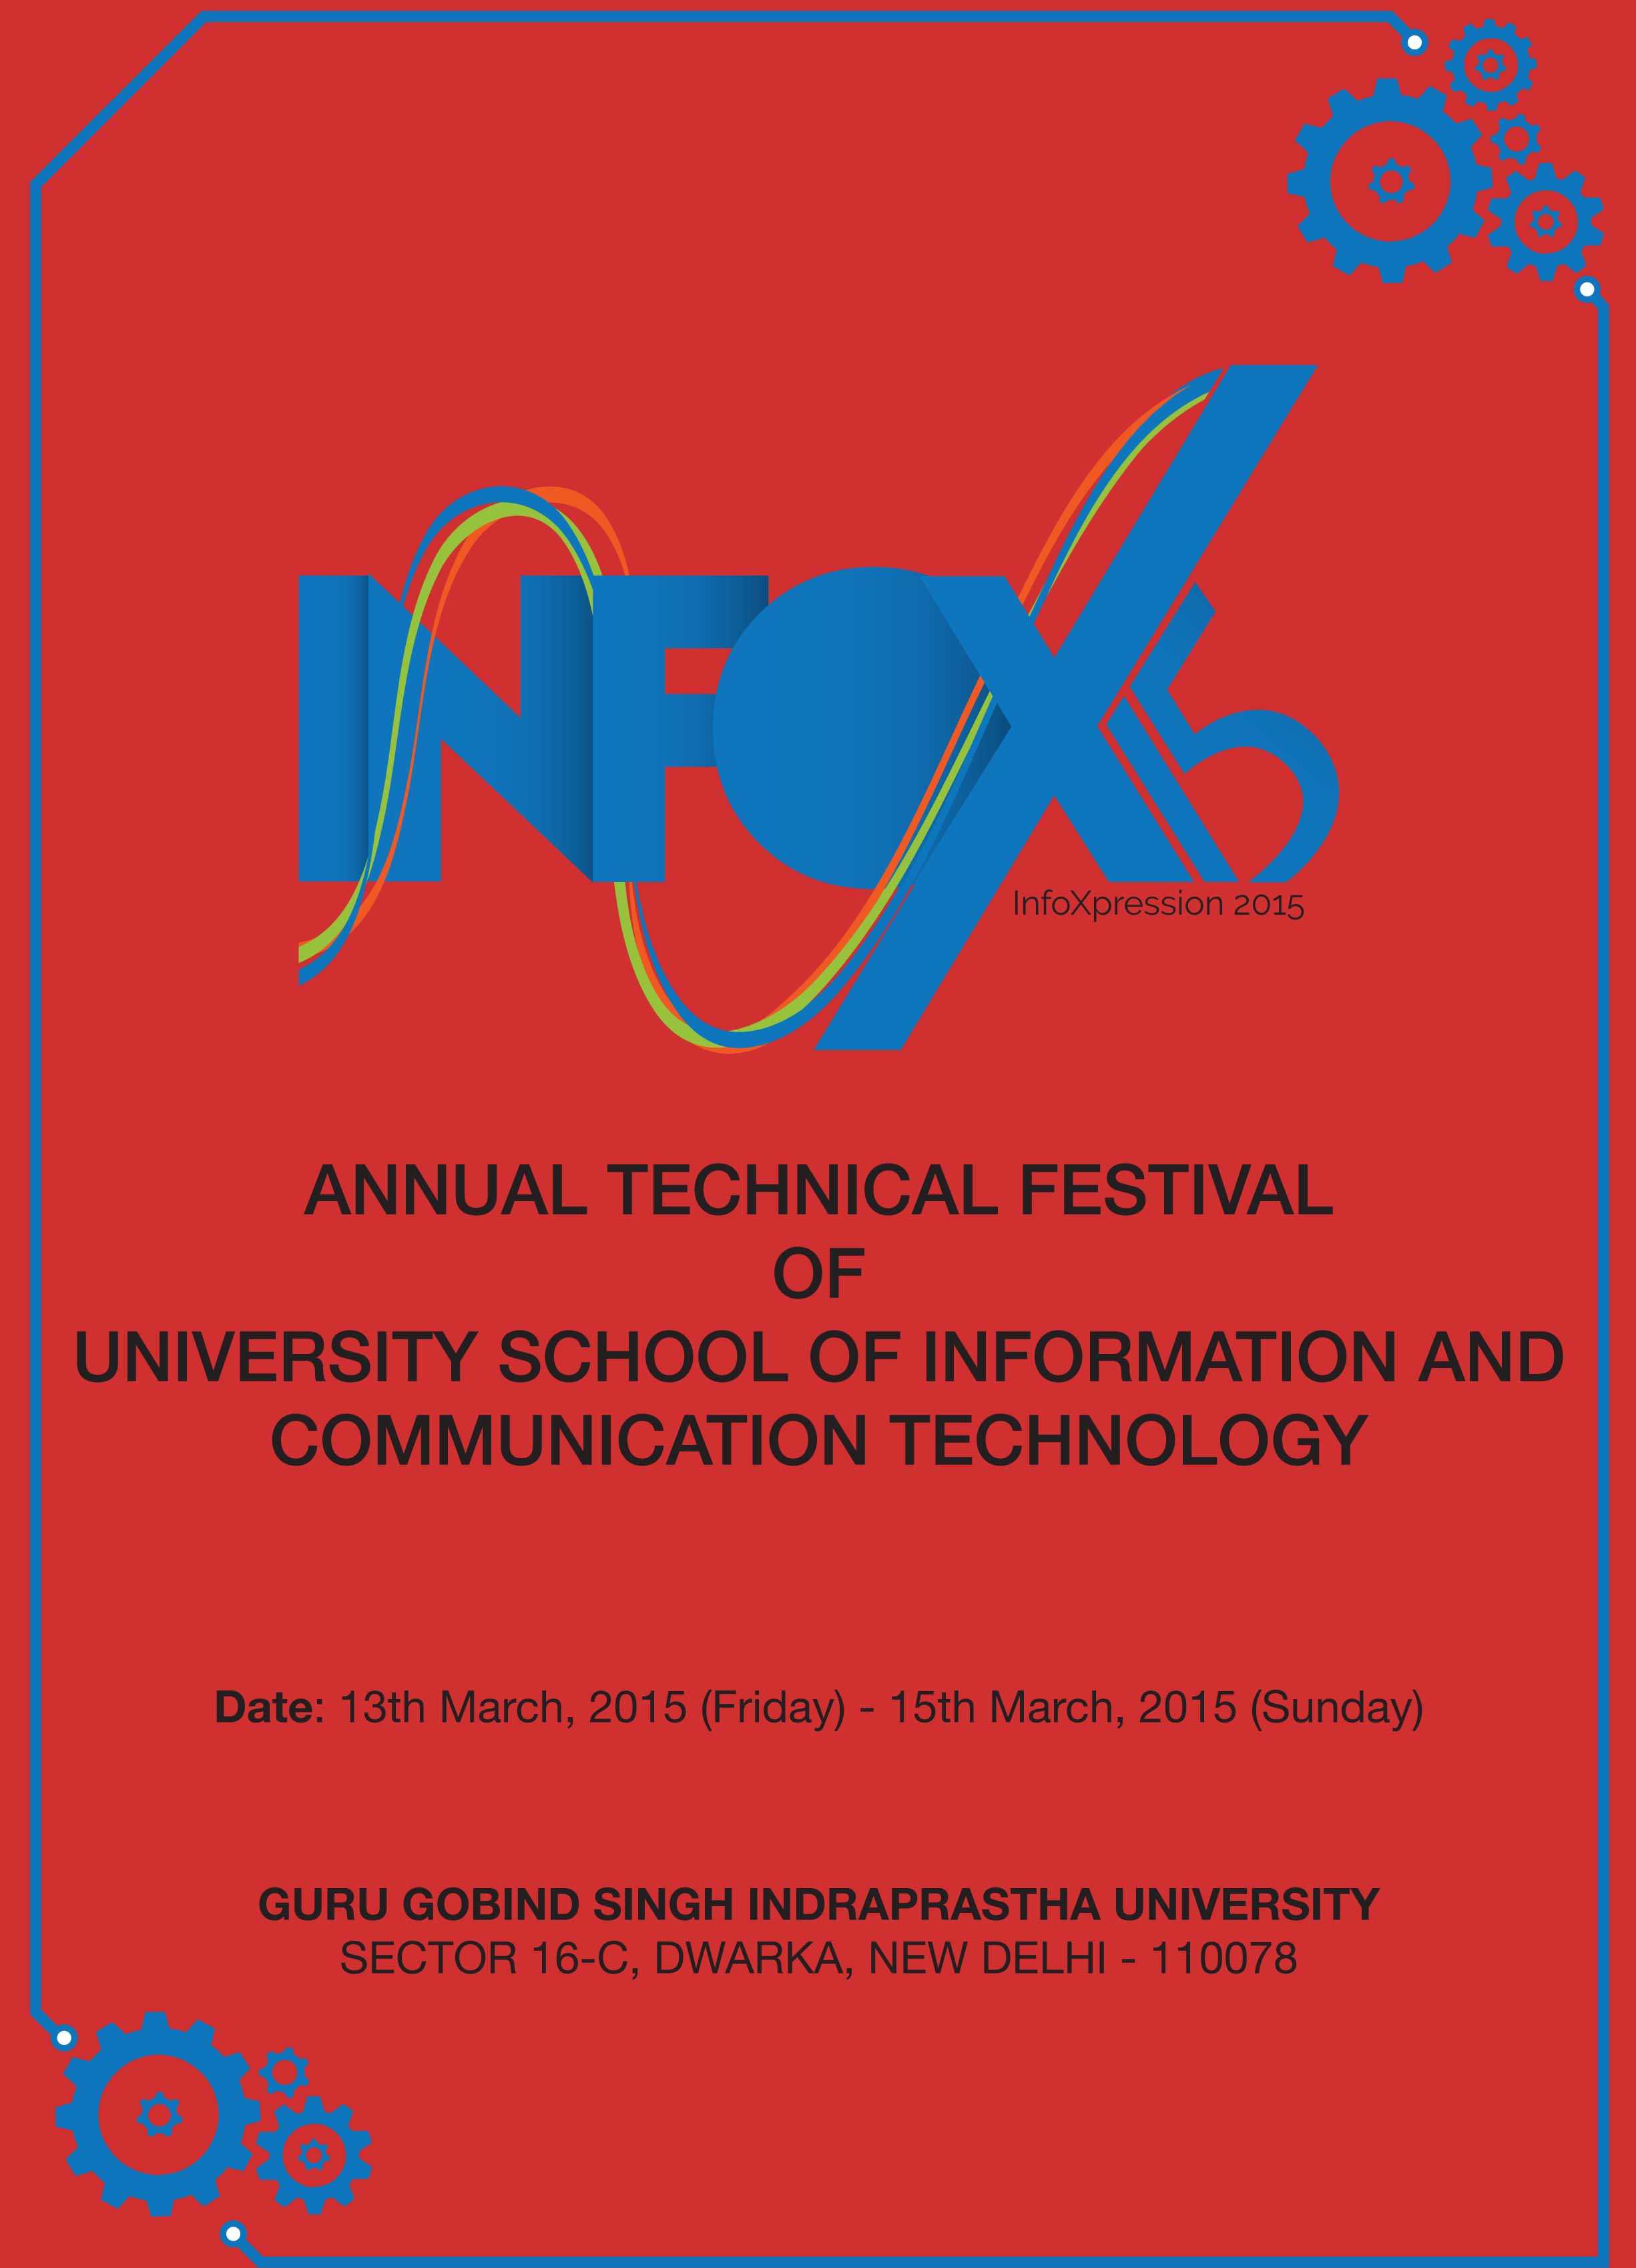 INFOX5
InfoXpression 2015
ANNUAL TECHNICAL FESTIVAL
OF
UNIVERSITY SCHOOL OF INFORMATION AND
COMMUNICATION TECHNOLOGY
Date: 13th March, 2015 (Friday) - 15th March, 2015 (Sunday)
GURU GOBIND SINGH INDRAPRASTHA UNIVERSITY
SECTOR 16-C, DWARKA, NEW DELHI - 110078